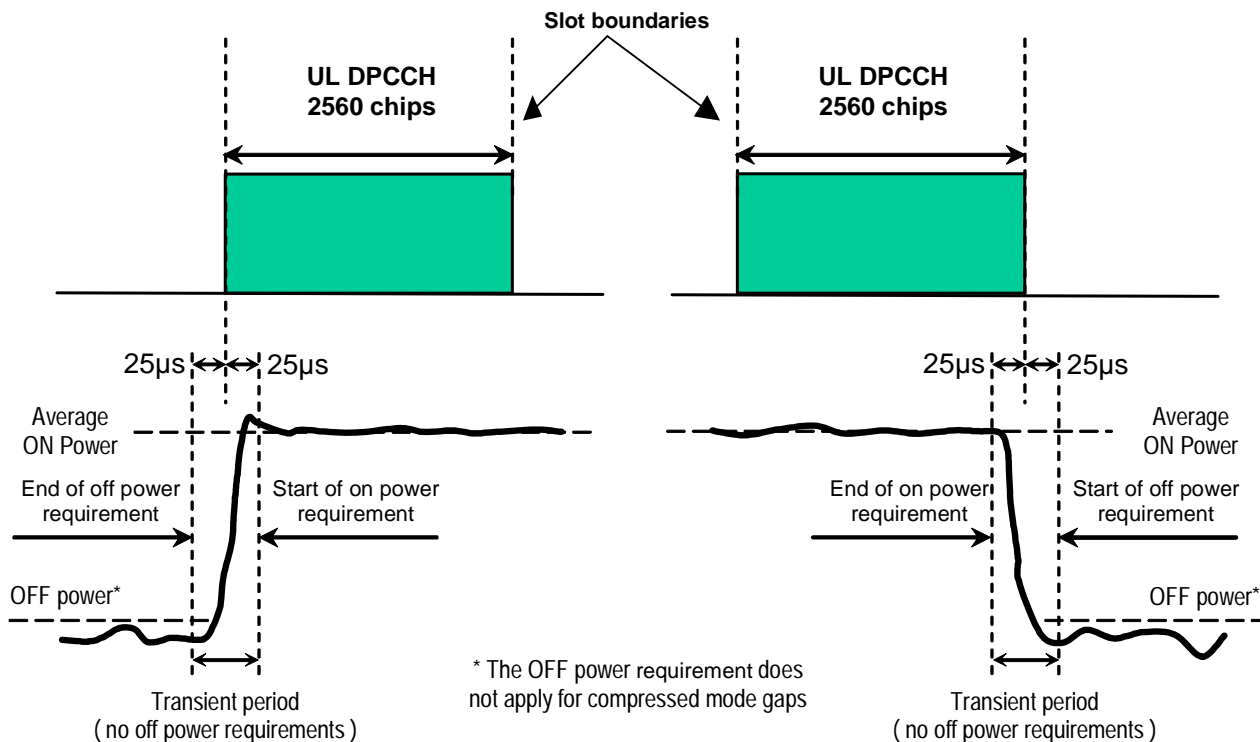 Slot boundaries
UL DPCCH
2560 chips
UL DPCCH
2560 chips
25µs
25µs
25µs
25µs
Average
ON Power
Average
ON Power
End of off power
requirement
Start of on power
requirement
End of on power
requirement
Start of off power
requirement
OFF power*
OFF power*
Transient period
( no off power requirements )
* The OFF power requirement does
not apply for compressed mode gaps
Transient period
( no off power requirements )